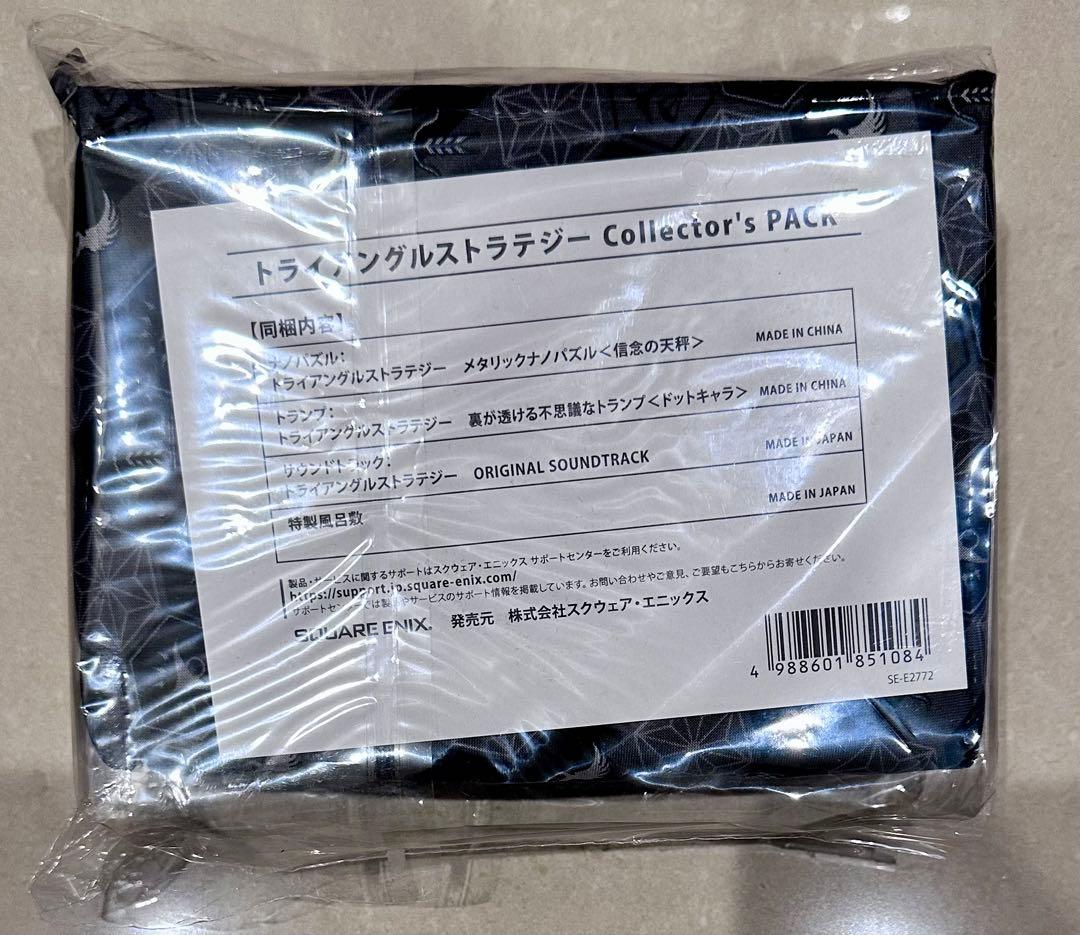 トライアングルストラテジー Collector's PACK
【同梱内容】
ナノパズル：
トライアングルストラテジー　メタリックナノパズル＜信念の天秤＞
MADE IN CHINA
トランプ：
トライアングルストラテジー　裏が透ける不思議なトランプ＜ドットキャラ＞
MADE IN CHINA
サウンドトラック：
トライアングルストラテジー　ORIGINAL SOUNDTRACK
MADE IN JAPAN
特製風呂敷
MADE IN JAPAN
製品・サービスに関するサポートはスクウェア・エニックス サポートセンターをご利用ください。
https://support.jp.square-enix.com/
サポートセンターでは製品やサービスのサポート情報を掲載しています。お問い合わせやご意見、ご要望もこちらからお寄せください。
SQUARE ENIX.　発売元　株式会社スクウェア・エニックス
4 988601 851084
SE-E2772